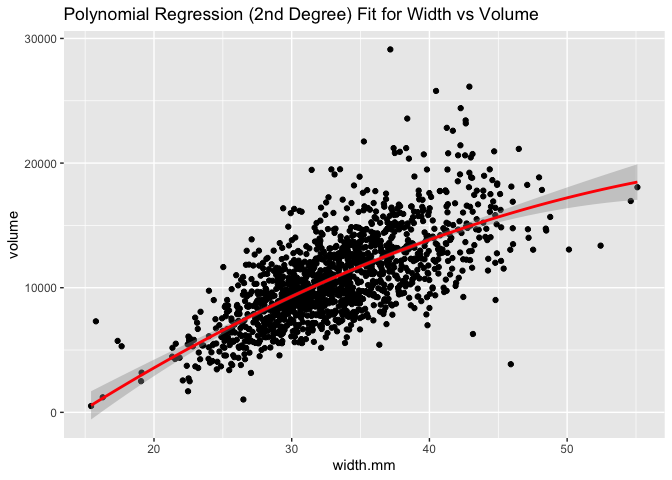 Polynomial Regression (2nd Degree) Fit for Width vs Volume
30000
20000
10000
0
volume
20 30 40 50
width.mm